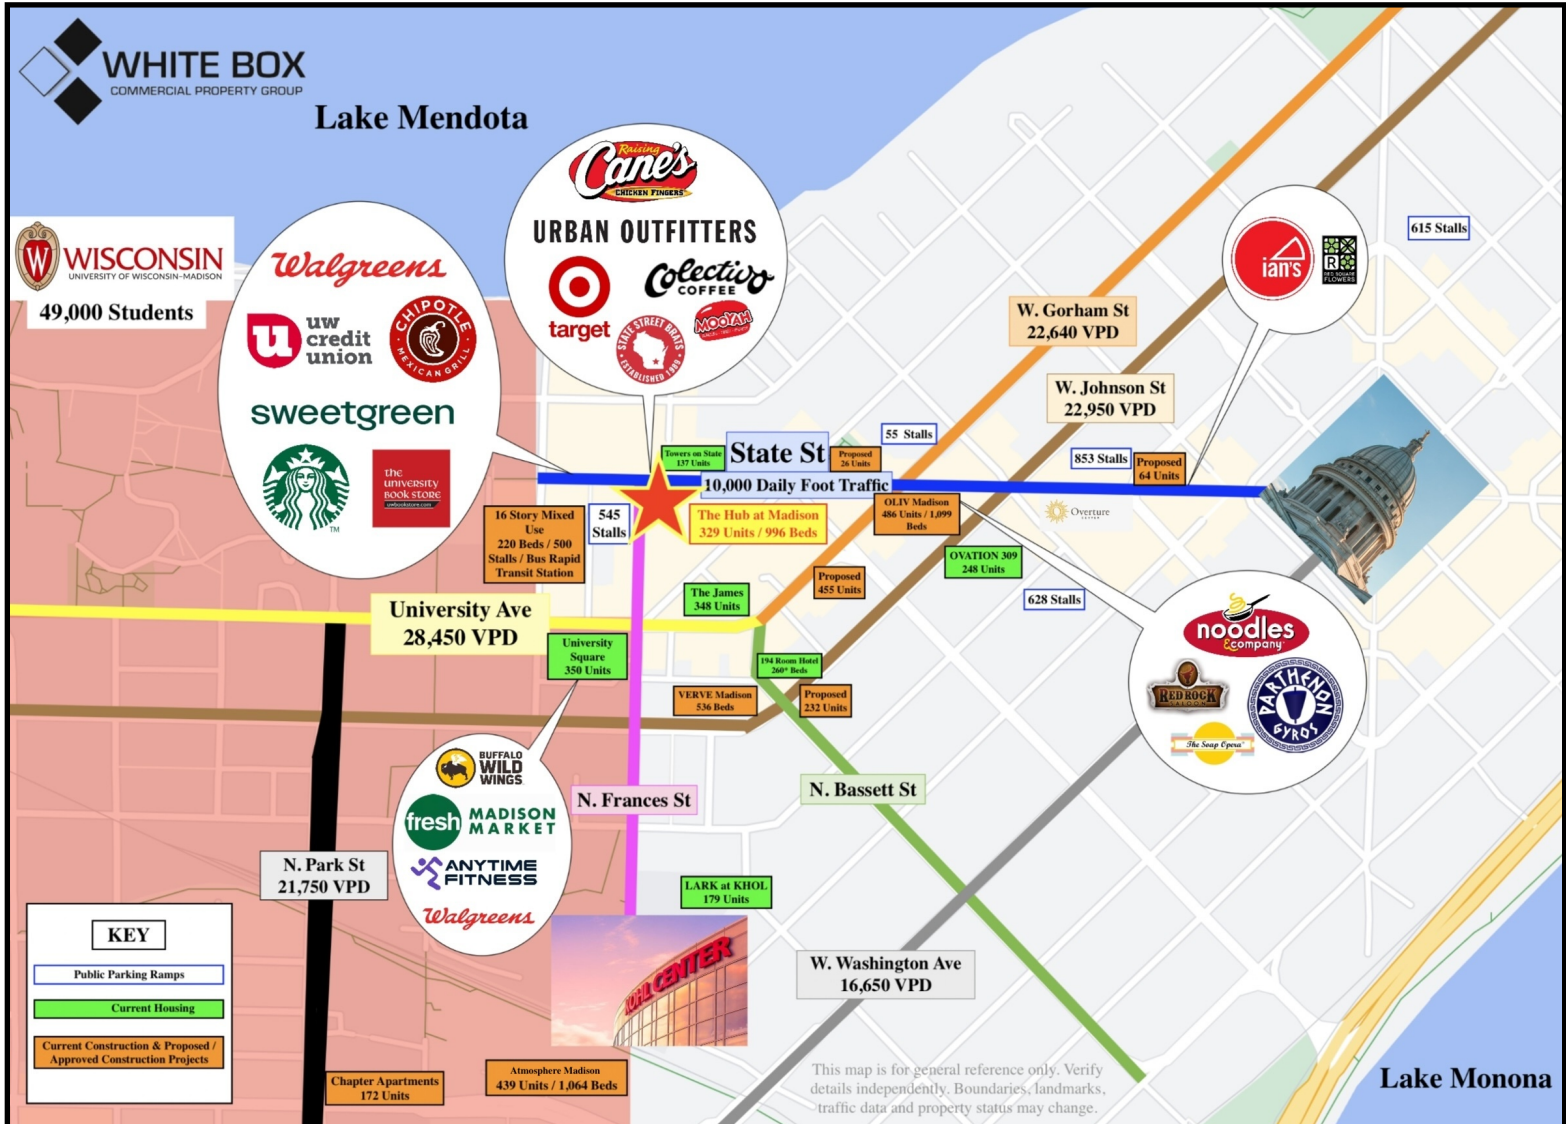 WHITE BOX
COMMERCIAL PROPERTY GROUP
Lake Mendota
W
WISCONSIN
UNIVERSITY OF WISCONSIN-MADISON
49,000 Students
Walgreens
u
uw
credit
union
CHIPOTLE
MEXICAN GRILL
sweetgreen
TM
the
university
book store
uwbookstore.com
Raising
Cane's
CHICKEN FINGERS
URBAN OUTFITTERS
target
Colectivo
COFFEE
STATE STREET BRATS
ESTABLISHED 1989
MOOYAH
ian's
R
RED SQUARE
FLOWERS
615 Stalls
W. Gorham St
22,640 VPD
W. Johnson St
22,950 VPD
55 Stalls
853 Stalls
Proposed
64 Units
Towers on State
137 Units
State St
Proposed
26 Units
10,000 Daily Foot Traffic
16 Story Mixed
Use
220 Beds / 500
Stalls / Bus Rapid
Transit Station
545
Stalls
The Hub at Madison
329 Units / 996 Beds
OLIV Madison
486 Units / 1,099
Beds
Overture
CENTER
OVATION 309
248 Units
628 Stalls
Proposed
455 Units
The James
348 Units
University Ave
28,450 VPD
University
Square
350 Units
194 Room Hotel
260* Beds
VERVE Madison
536 Beds
Proposed
232 Units
noodles
&company
RED ROCK
SALOON
PARTHENON
GYROS
The Soap Opera
BUFFALO
WILD
WINGS
fresh
MADISON
MARKET
ANYTIME
FITNESS
Walgreens
N. Frances St
N. Bassett St
N. Park St
21,750 VPD
LARK at KHOL
179 Units
KOHL CENTER
W. Washington Ave
16,650 VPD
KEY
Public Parking Ramps
Current Housing
Current Construction & Proposed /
Approved Construction Projects
Chapter Apartments
172 Units
Atmosphere Madison
439 Units / 1,064 Beds
This map is for general reference only. Verify
details independently. Boundaries, landmarks,
traffic data and property status may change.
Lake Monona